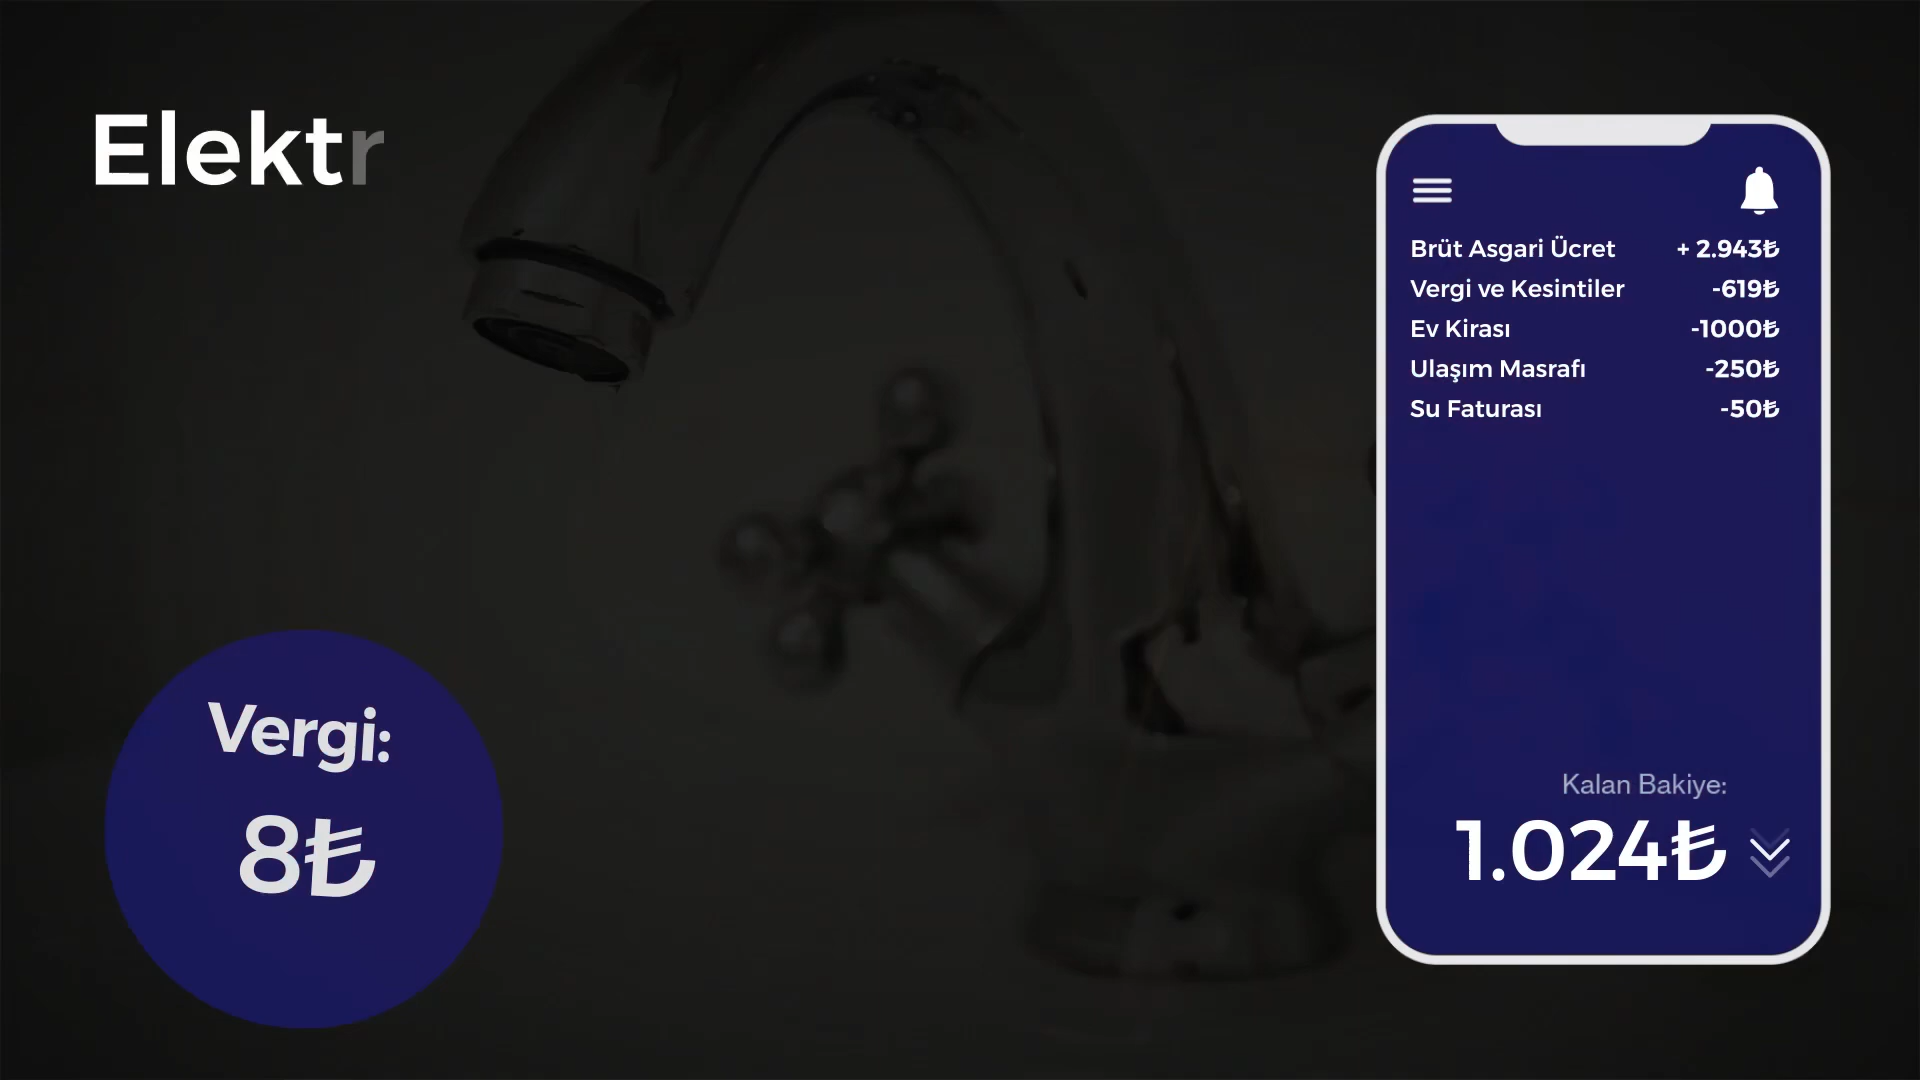 Elektr
Brüt Asgari Ücret + 2.943₺
Vergi ve Kesintiler -619₺
Ev Kirası -1000₺
Ulaşım Masrafı -250₺
Su Faturası -50₺
Vergi:
8₺
Kalan Bakiye:
1.024₺